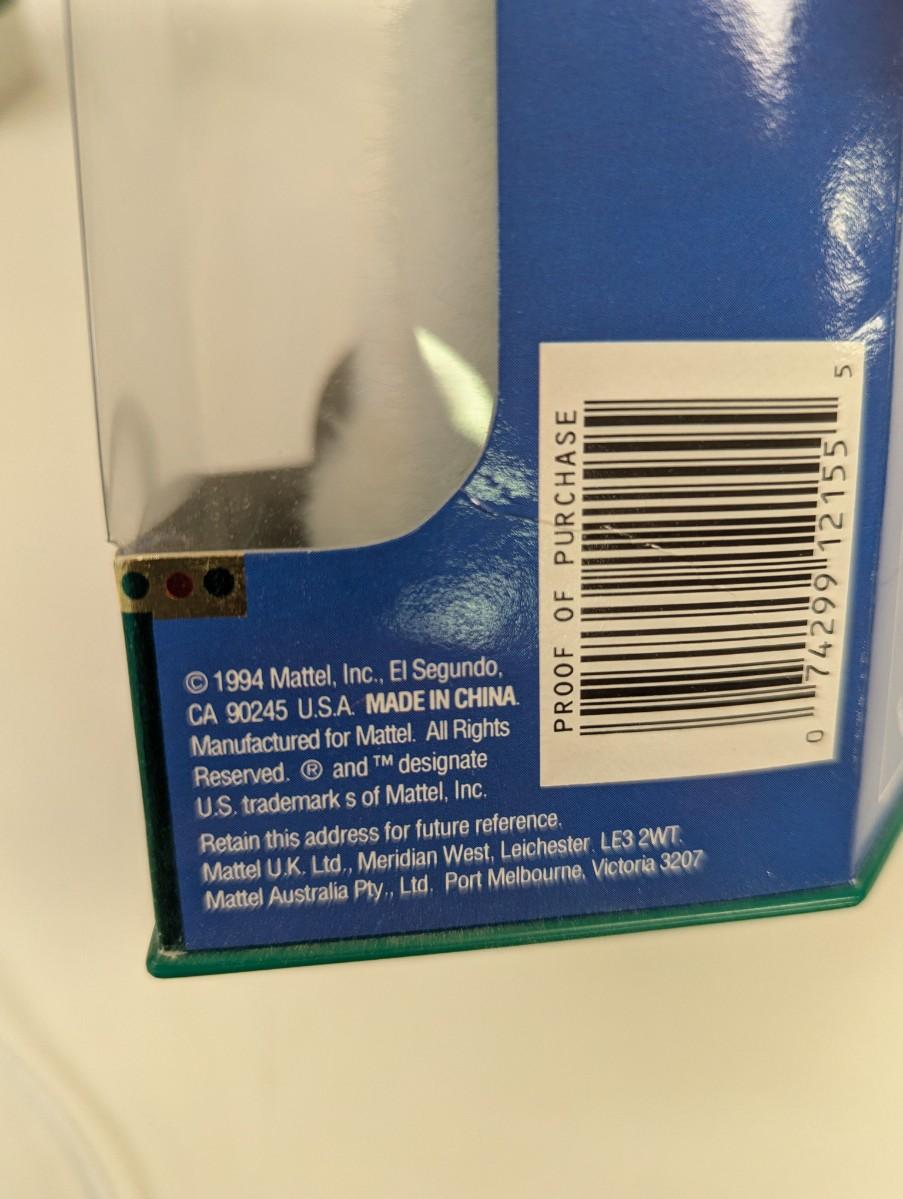 © 1994 Mattel, Inc., El Segundo,
CA 90245 U.S.A. MADE IN CHINA.
Manufactured for Mattel. All Rights
Reserved. ® and ™ designate
U.S. trademark s of Mattel, Inc.
Retain this address for future reference.
Mattel U.K. Ltd., Meridian West, Leichester. LE3 2WT.
Mattel Australia Pty., Ltd. Port Melbourne, Victoria 3207
PROOF OF PURCHASE
0 74299 12155 5